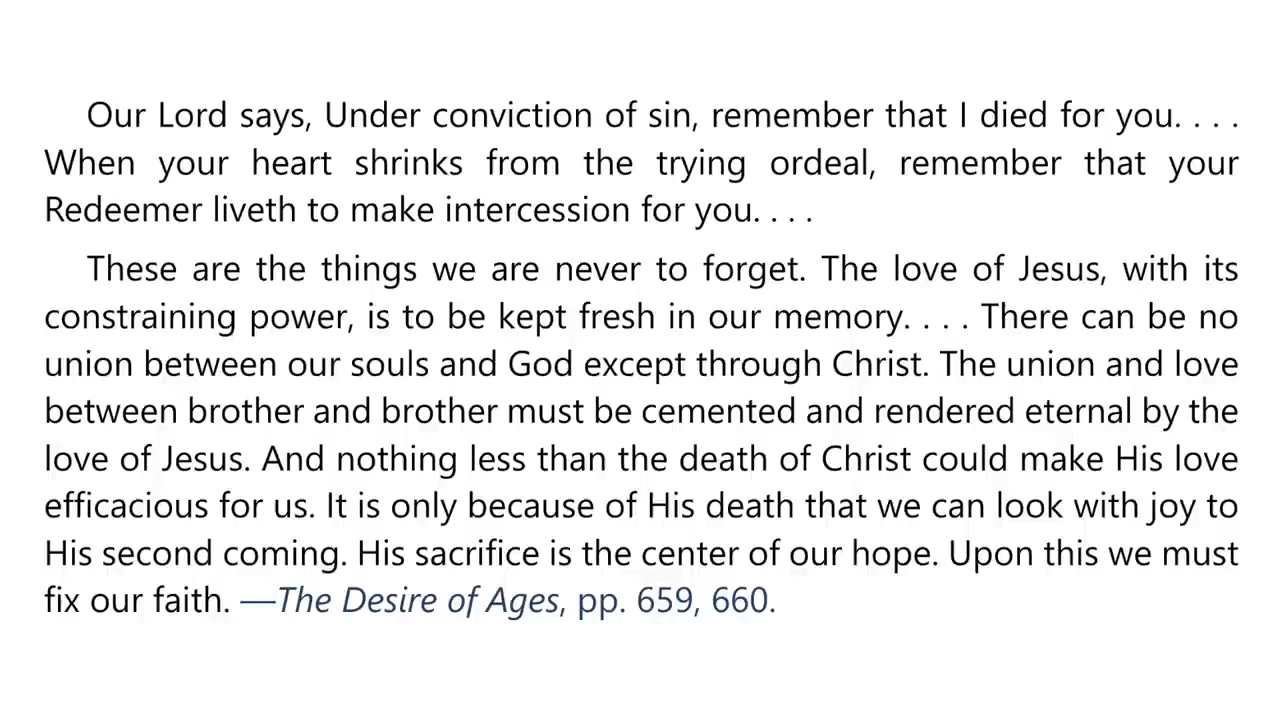 Our Lord says, Under conviction of sin, remember that I died for you. . . .
When your heart shrinks from the trying ordeal, remember that your
Redeemer liveth to make intercession for you. . . .
These are the things we are never to forget. The love of Jesus, with its
constraining power, is to be kept fresh in our memory. . . . There can be no
union between our souls and God except through Christ. The union and love
between brother and brother must be cemented and rendered eternal by the
love of Jesus. And nothing less than the death of Christ could make His love
efficacious for us. It is only because of His death that we can look with joy to
His second coming. His sacrifice is the center of our hope. Upon this we must
fix our faith. —The Desire of Ages, pp. 659, 660.